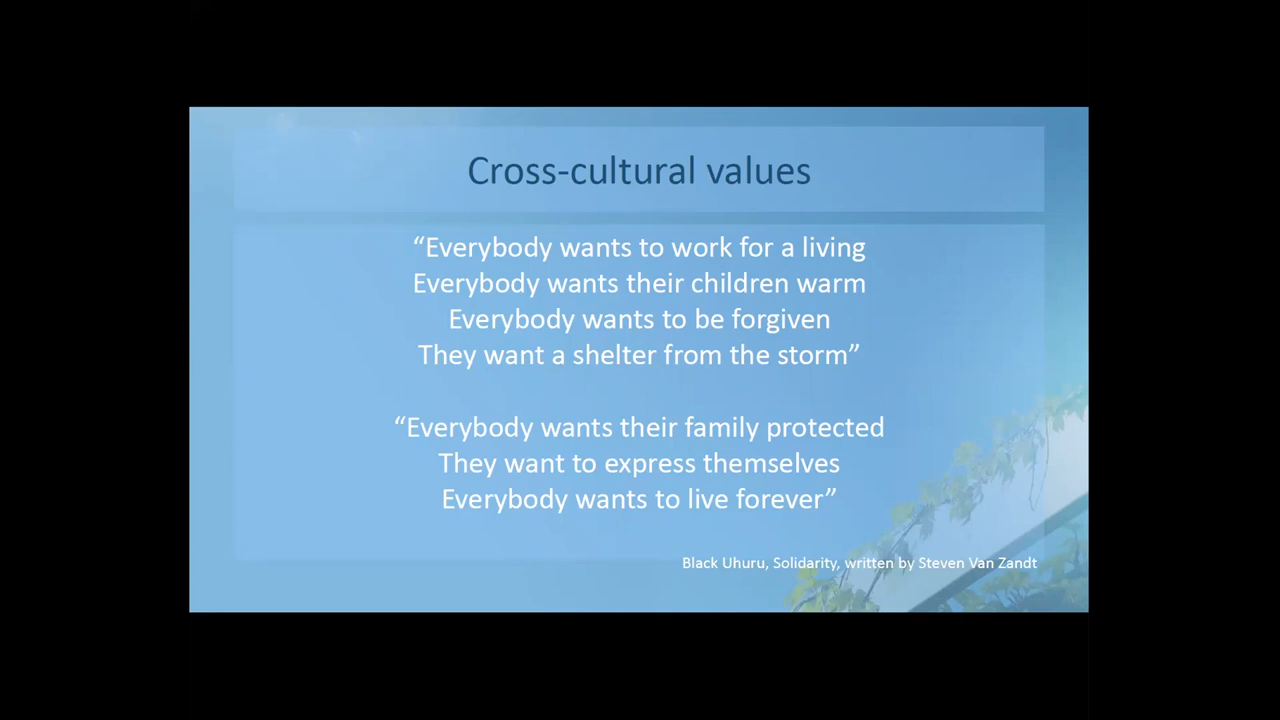 Cross-cultural values
“Everybody wants to work for a living
Everybody wants their children warm
Everybody wants to be forgiven
They want a shelter from the storm”
“Everybody wants their family protected
They want to express themselves
Everybody wants to live forever”
Black Uhuru, Solidarity, written by Steven Van Zandt